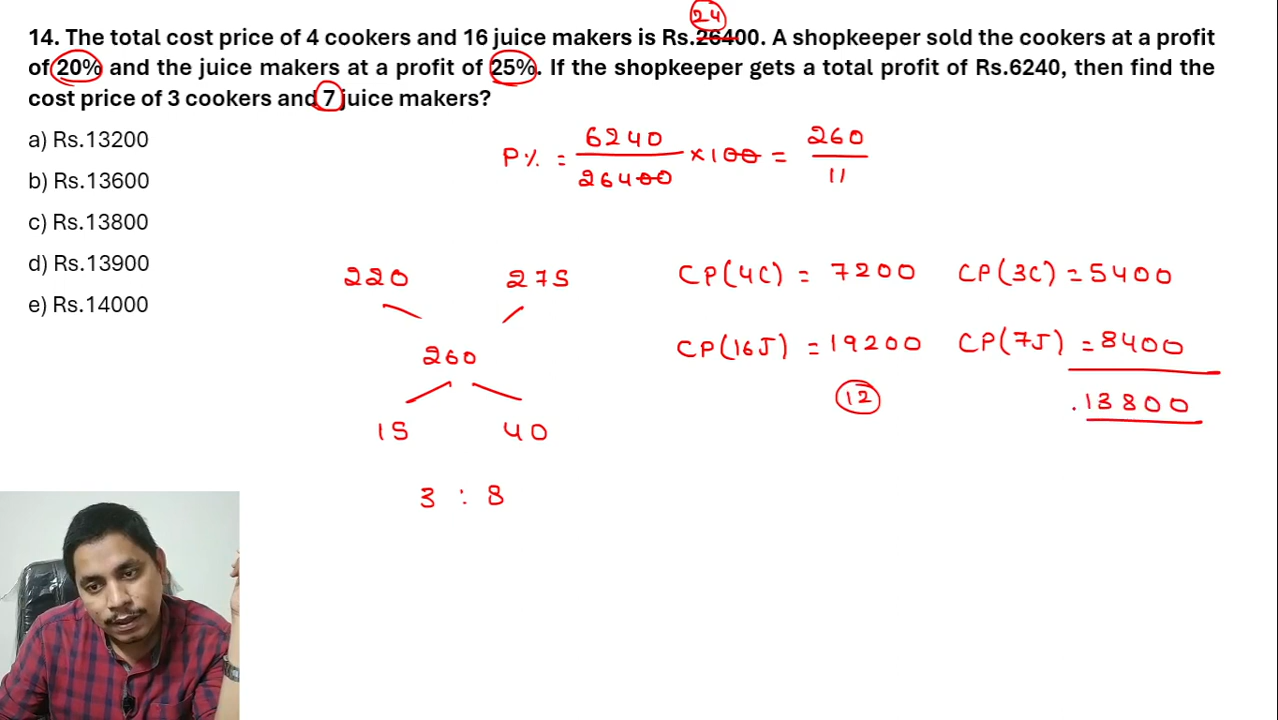 24
14. The total cost price of 4 cookers and 16 juice makers is Rs.26400. A shopkeeper sold the cookers at a profit
of 20% and the juice makers at a profit of 25%. If the shopkeeper gets a total profit of Rs.6240, then find the
cost price of 3 cookers and 7 juice makers?
a) Rs.13200
b) Rs.13600
c) Rs.13800
d) Rs.13900
e) Rs.14000
P% = 6240/26400 ×100 = 260/11
220 275
260
15 40
3 : 8
CP(4C) = 7200 CP(3C) = 5400
CP(16J) = 19200 CP(7J) = 8400
12
.13800